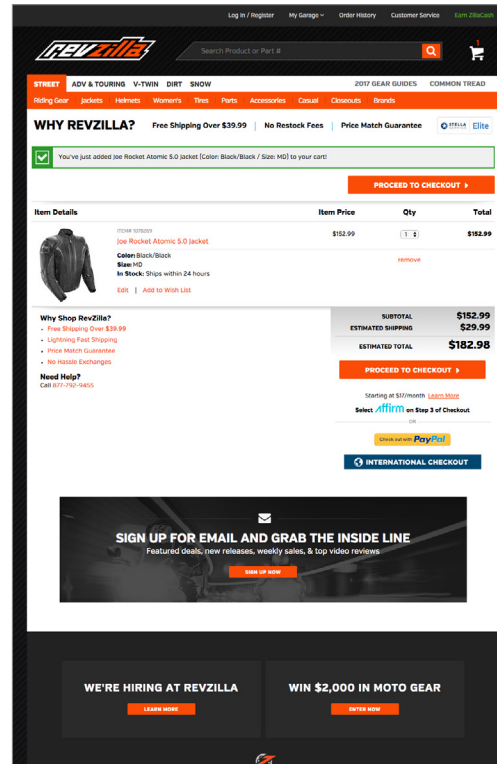 Log In / Register My Garage Order History Customer Service Earn ZillaCash
revzilla
Search Product or Part #
1
STREET ADV & TOURING V-TWIN DIRT SNOW 2017 GEAR GUIDES COMMON TREAD
Riding Gear Jackets Helmets Women's Tires Parts Accessories Casual Closeouts Brands
WHY REVZILLA? Free Shipping Over $39.99 | No Restock Fees | Price Match Guarantee STELLA SERVICE Elite
You've just added Joe Rocket Atomic 5.0 Jacket [Color: Black/Black / Size: MD] to your cart!
PROCEED TO CHECKOUT
Item Details Item Price Qty Total
ITEM# 1078269
Joe Rocket Atomic 5.0 Jacket
$152.99 1 $152.99
Color: Black/Black
Size: MD
In Stock: Ships within 24 hours
remove
Edit | Add to Wish List
Why Shop RevZilla?
Free Shipping Over $39.99
Lightning Fast Shipping
Price Match Guarantee
No Hassle Exchanges
Need Help?
Call 877-792-9455
SUBTOTAL $152.99
ESTIMATED SHIPPING $29.99
ESTIMATED TOTAL $182.98
PROCEED TO CHECKOUT
Starting at $17/month Learn More
Select affirm on Step 3 of Checkout
OR
Check out with PayPal
INTERNATIONAL CHECKOUT
SIGN UP FOR EMAIL AND GRAB THE INSIDE LINE
Featured deals, new releases, weekly sales, & top video reviews
SIGN UP NOW
WE'RE HIRING AT REVZILLA
LEARN MORE
WIN $2,000 IN MOTO GEAR
ENTER NOW